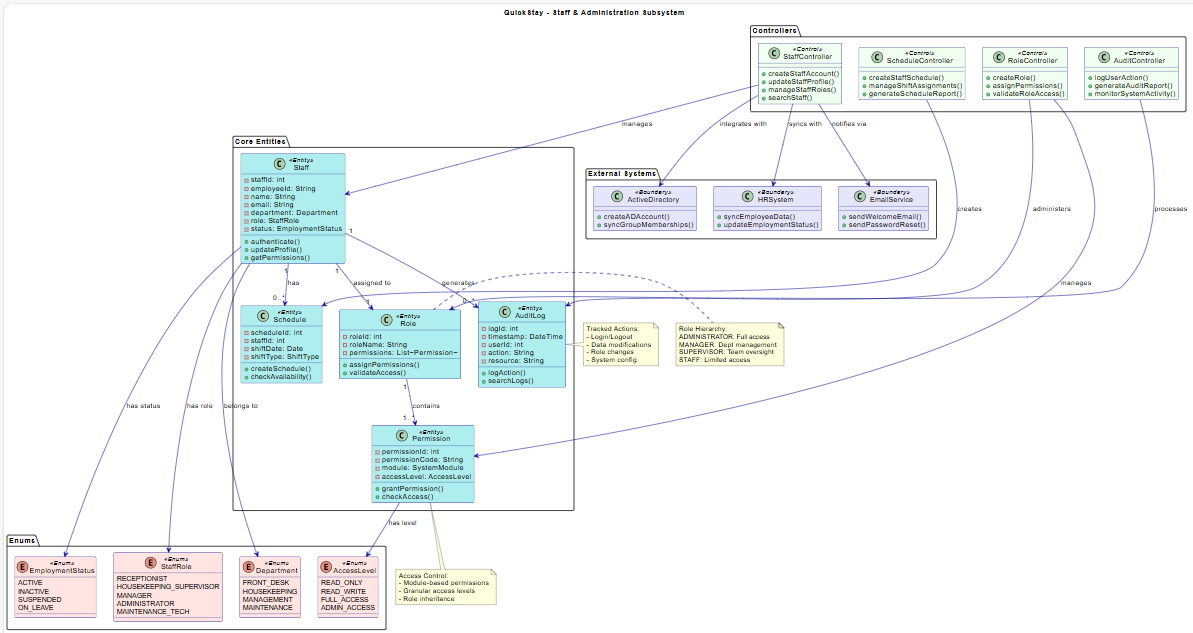 QuickStay - Staff & Administration Subsystem
Controllers
«Control»
StaffController
createStaffAccount()
updateStaffProfile()
manageStaffRoles()
searchStaff()
«Control»
ScheduleController
createStaffSchedule()
manageShiftAssignments()
generateScheduleReport()
«Control»
RoleController
createRole()
assignPermissions()
validateRoleAccess()
«Control»
AuditController
logUserAction()
generateAuditReport()
monitorSystemActivity()
manages
integrates with
syncs with
notifies via
Core Entities
«Entity»
Staff
staffId: int
employeeId: String
name: String
email: String
department: Department
role: StaffRole
status: EmploymentStatus
authenticate()
updateProfile()
getPermissions()
External Systems
«Boundary»
ActiveDirectory
createADAccount()
syncGroupMemberships()
«Boundary»
HRSystem
syncEmployeeData()
updateEmploymentStatus()
«Boundary»
EmailService
sendWelcomeEmail()
sendPasswordReset()
creates
administers
processes
1
1
1
has
assigned to
generates
manages
0..*
1
0..*
«Entity»
Schedule
scheduleId: int
staffId: int
shiftDate: Date
shiftType: ShiftType
createSchedule()
checkAvailability()
«Entity»
Role
roleId: int
roleName: String
permissions: List~Permission~
assignPermissions()
validateAccess()
«Entity»
AuditLog
logId: int
timestamp: DateTime
userId: int
action: String
resource: String
logAction()
searchLogs()
Tracked Actions:
- Login/Logout
- Data modifications
- Role changes
- System config
Role Hierarchy:
ADMINISTRATOR: Full access
MANAGER: Dept management
SUPERVISOR: Team oversight
STAFF: Limited access
1
has status
has role
belongs to
contains
1..*
«Entity»
Permission
permissionId: int
permissionCode: String
module: SystemModule
accessLevel: AccessLevel
grantPermission()
checkAccess()
has level
Enums
«Enum»
EmploymentStatus
ACTIVE
INACTIVE
SUSPENDED
ON_LEAVE
«Enum»
StaffRole
RECEPTIONIST
HOUSEKEEPING_SUPERVISOR
MANAGER
ADMINISTRATOR
MAINTENANCE_TECH
«Enum»
Department
FRONT_DESK
HOUSEKEEPING
MANAGEMENT
MAINTENANCE
«Enum»
AccessLevel
READ_ONLY
READ_WRITE
FULL_ACCESS
ADMIN_ACCESS
Access Control:
- Module-based permissions
- Granular access levels
- Role inheritance